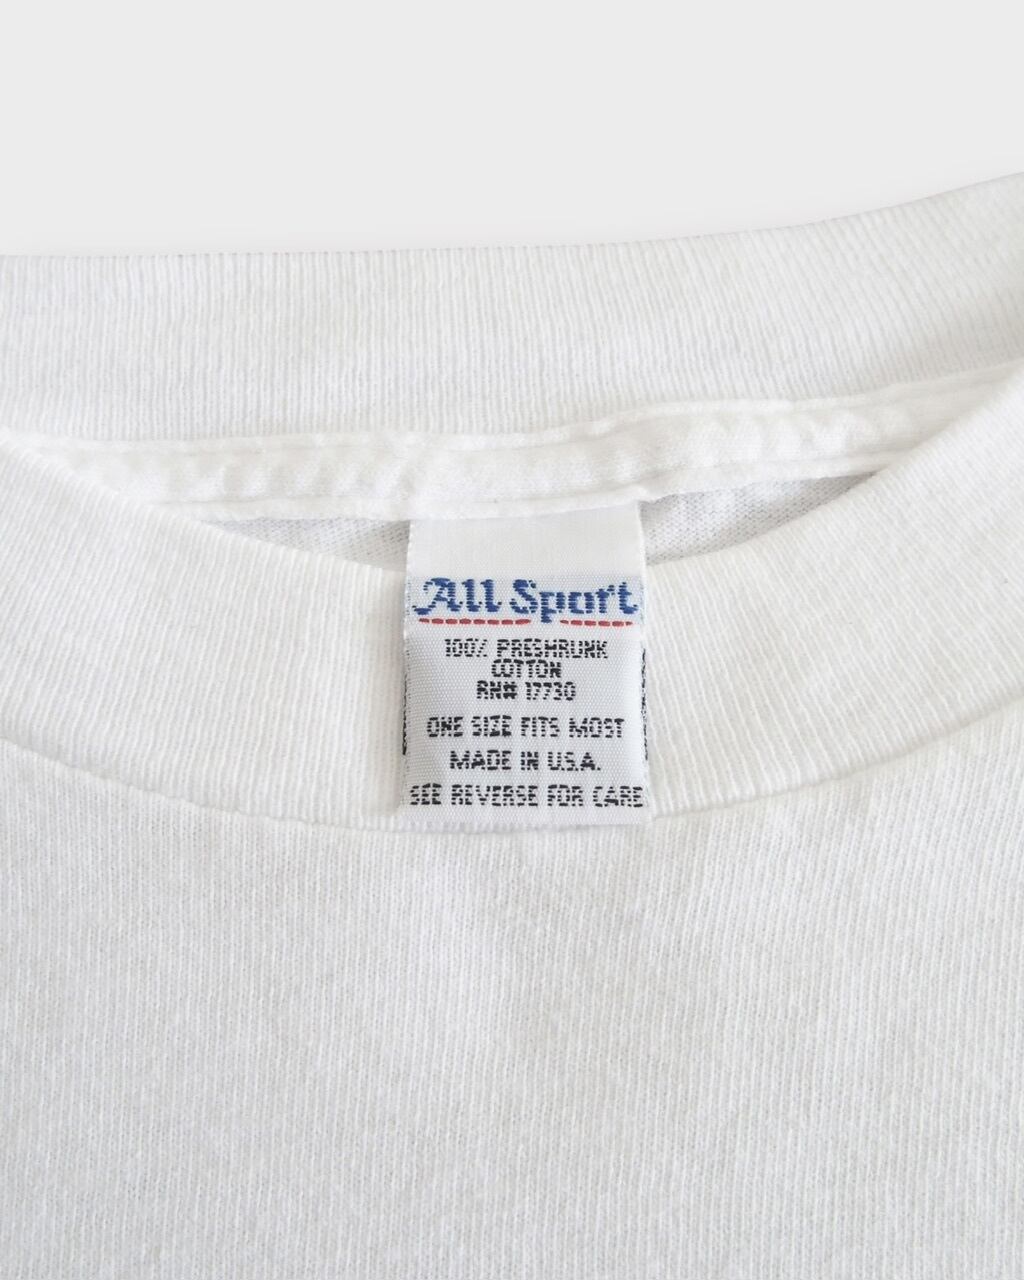 All Sport
100% PRESHRUNK
COTTON
RN# 17730
ONE SIZE FITS MOST
MADE IN U.S.A.
SEE REVERSE FOR CARE